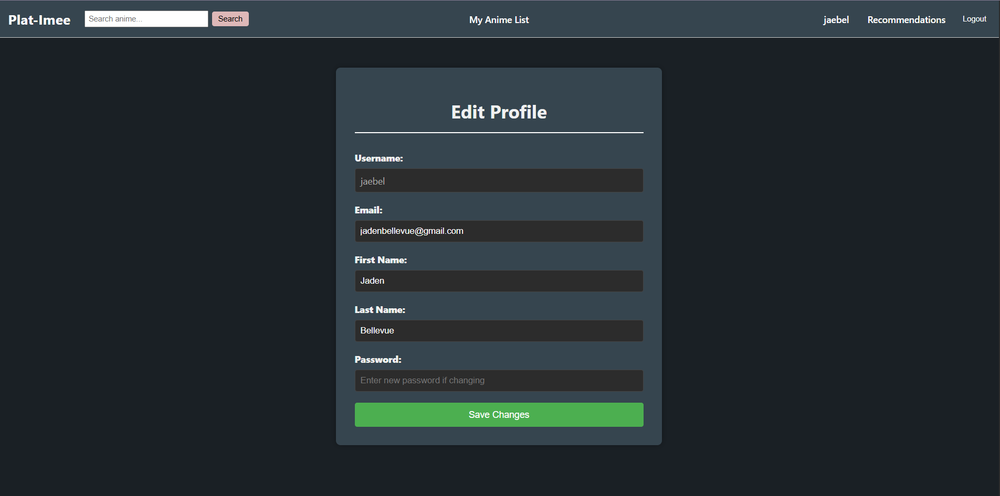 Plat-Imee Search anime... Search My Anime List jaebel Recommendations Logout
Edit Profile
Username:
jaebel
Email:
jadenbellevue@gmail.com
First Name:
Jaden
Last Name:
Bellevue
Password:
Enter new password if changing
Save Changes